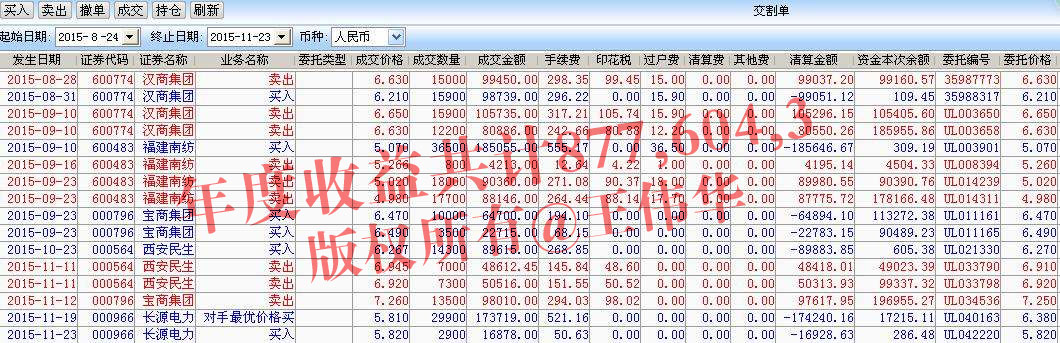 买入 卖出 撤单 成交 持仓 刷新 交割单
起始日期: 2015- 8 -24 终止日期: 2015-11-23 币种: 人民币
发生日期 证券代码 证券名称 业务名称 委托类型 成交价格 成交数量 成交金额 手续费 印花税 过户费 清算费 其他费 清算金额 资金本次余额 委托编号 委托价格
2015-08-28 600774 汉商集团 卖出 6.630 15000 99450.00 298.35 99.45 15.00 0.00 0.00 99037.20 99160.57 35987773 6.630
2015-08-31 600774 汉商集团 买入 6.210 15900 98739.00 296.22 0.00 15.90 0.00 0.00 -99051.12 109.45 35988317 6.210
2015-09-10 600774 汉商集团 卖出 6.650 15900 105735.00 317.21 105.74 15.90 0.00 0.00 105296.15 105405.60 UL003650 6.650
2015-09-10 600774 汉商集团 卖出 6.630 12200 80886.00 242.66 80.88 12.20 0.00 0.00 80550.26 185955.86 UL003658 6.630
2015-09-10 600483 福建南纺 买入 5.070 36500 185055.00 555.17 0.00 36.50 0.00 0.00 -185646.67 309.19 UL003901 5.070
2015-09-16 600483 福建南纺 卖出 5.266 800 4213.00 12.64 4.22 1.00 0.00 0.00 4195.14 4504.33 UL008394 5.260
2015-09-23 600483 福建南纺 卖出 5.020 18000 90360.00 271.08 90.37 18.00 0.00 0.00 89980.55 90390.76 UL014239 5.020
2015-09-23 600483 福建南纺 卖出 4.980 17700 88146.00 264.44 88.14 17.70 0.00 0.00 87775.72 178166.48 UL014311 4.980
2015-09-23 000796 宝商集团 买入 6.470 10000 64700.00 194.10 0.00 0.00 0.00 0.00 -64894.10 113272.38 UL011161 6.470
2015-09-23 000796 宝商集团 买入 6.490 3500 22715.00 68.15 0.00 0.00 0.00 0.00 -22783.15 90489.23 UL011165 6.490
2015-10-23 000564 西安民生 买入 6.267 14300 89615.00 268.85 0.00 0.00 0.00 0.00 -89883.85 605.38 UL021330 6.270
2015-11-11 000564 西安民生 卖出 6.945 7000 48612.45 145.84 48.60 0.00 0.00 0.00 48418.01 49023.39 UL033790 6.910
2015-11-11 000564 西安民生 卖出 6.920 7300 50516.00 151.55 50.52 0.00 0.00 0.00 50313.93 99337.32 UL033798 6.920
2015-11-12 000796 宝商集团 卖出 7.260 13500 98010.00 294.03 98.02 0.00 0.00 0.00 97617.95 196955.27 UL034536 7.250
2015-11-19 000966 长源电力 对手最优价格买 5.810 29900 173719.00 521.16 0.00 0.00 0.00 0.00 -174240.16 17215.11 UL040163 6.380
2015-11-23 000966 长源电力 买入 5.820 2900 16878.00 50.63 0.00 0.00 0.00 0.00 -16928.63 286.48 UL042220 5.820
年度收益共计877,604,3
版权所有@王伟华